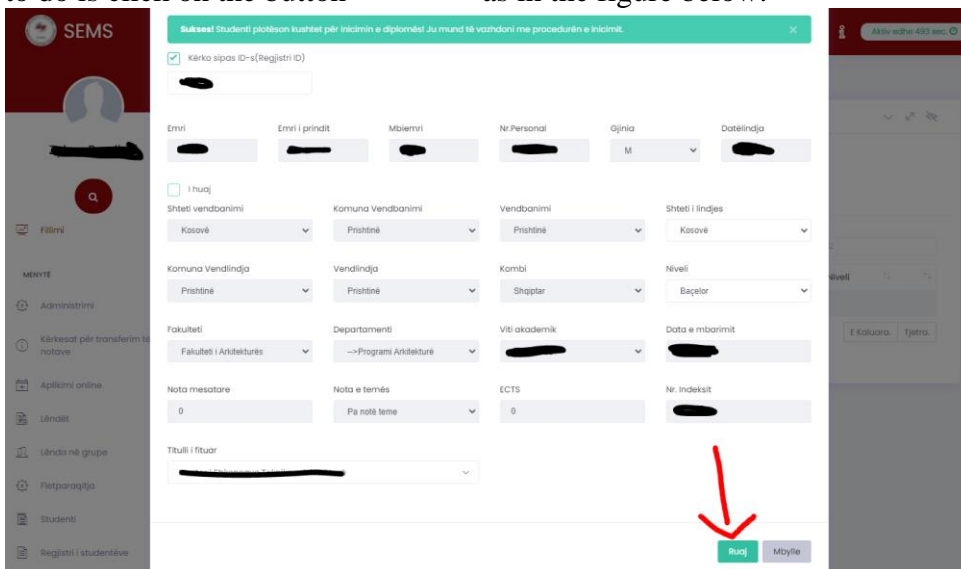 to do is click on the button as in the figure below:
SEMS
Sukses! Studenti plotëson kushtet për Inicimin e diplomës! Ju mund të vazhdoni me procedurën e inicimit.
Aktiv edhe 493 sec.
Kërko sipas ID-s(Regjistri ID)
Emri Emri i prindit Mbiemri Nr.Personal Gjinia Datëlindja
M
I huaj
Shteti vendbanimi Komuna Vendbanimi Vendbanimi Shteti i lindjes
Kosovë Prishtinë Prishtinë Kosovë
Filimi
Komuna Vendlindja Vendlindja Kombi Niveli
MENYTË
Niveli
Prishtinë Prishtinë Shqiptar Baçelor
Administrimi
Fakulteti Departamenti Viti akademik Data e mbarimit
Kërkesat për transferim të
notave
E Kaluara. Tjetra.
Fakulteti i Arkitekturës -->Programi Arkitekturë
Aplikimi online
Nota mesatare Nota e temës ECTS Nr. Indeksit
0 Pa notë teme 0
Lëndët
Lënda në grupe
Titulli i fituar
Fletparaqitja
Studenti
Regjistri i studentëve
Ruaj Mbylle